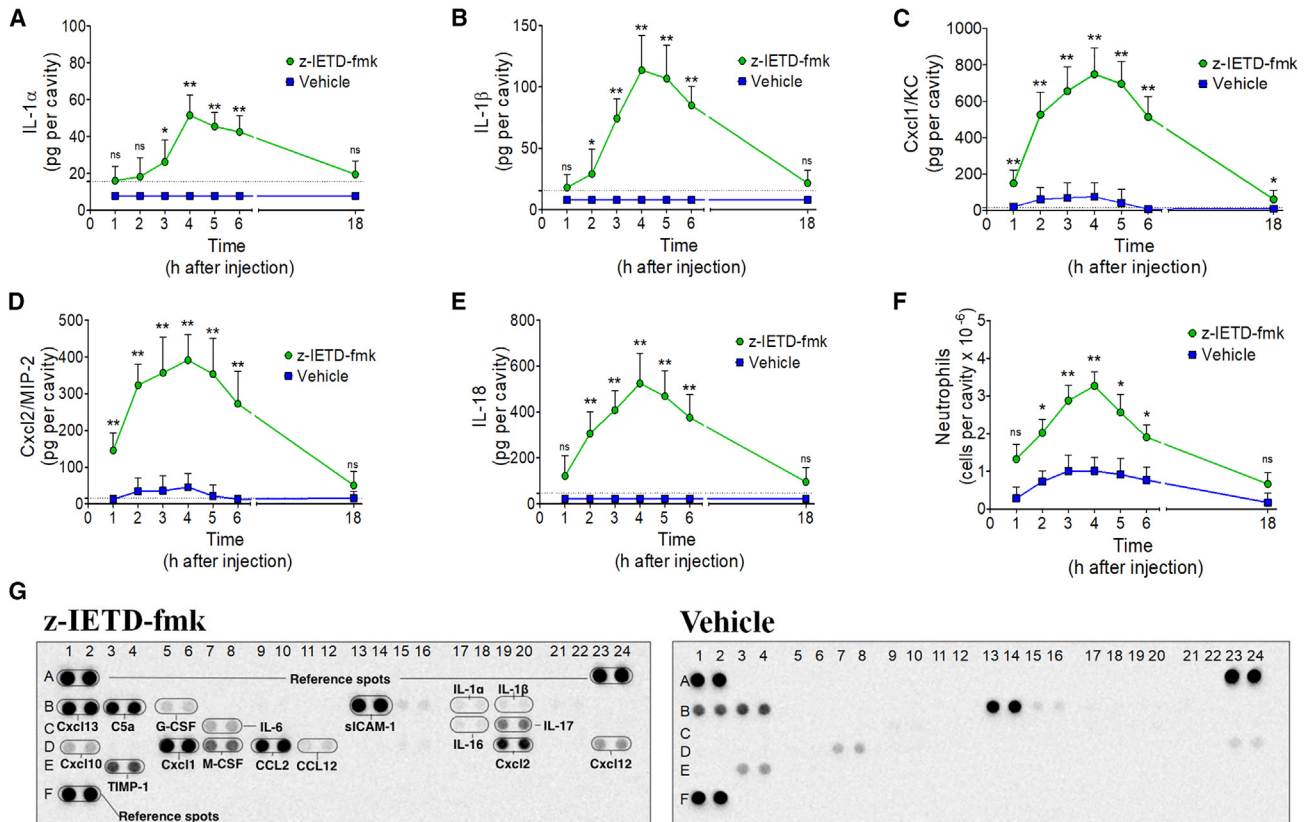 A
IL-1α
(pg per cavity)
100
80
60
40
20
0
ns ns * ** ** ** ns
z-IETD-fmk
Vehicle
0 1 2 3 4 5 6 18
Time
(h after injection)
B
IL-1β
(pg per cavity)
150
100
50
0
ns * ** ** ** ** ns
z-IETD-fmk
Vehicle
0 1 2 3 4 5 6 18
Time
(h after injection)
C
Cxcl1/KC
(pg per cavity)
1000
800
600
400
200
0
** ** ** ** ** ** *
z-IETD-fmk
Vehicle
0 1 2 3 4 5 6 18
Time
(h after injection)
D
Cxcl2/MIP-2
(pg per cavity)
500
400
300
200
100
0
** ** ** ** ** ** ns
z-IETD-fmk
Vehicle
0 1 2 3 4 5 6 18
Time
(h after injection)
E
IL-18
(pg per cavity)
800
600
400
200
0
ns ** ** ** ** ** ns
z-IETD-fmk
Vehicle
0 1 2 3 4 5 6 18
Time
(h after injection)
F
Neutrophils
(cells per cavity x 10⁻⁶)
5
4
3
2
1
0
ns * ** ** * * ns
z-IETD-fmk
Vehicle
0 1 2 3 4 5 6 18
Time
(h after injection)
G
z-IETD-fmk
1 2 3 4 5 6 7 8 9 10 11 12 13 14 15 16 17 18 19 20 21 22 23 24
A Reference spots
IL-1α IL-1β
B
Cxcl13 C5a G-CSF sICAM-1
C IL-6 IL-17
IL-16
D
Cxcl10 Cxcl1 M-CSF CCL2 CCL12 Cxcl2 Cxcl12
E
TIMP-1
F
Reference spots
Vehicle
1 2 3 4 5 6 7 8 9 10 11 12 13 14 15 16 17 18 19 20 21 22 23 24
A
B
C
D
E
F